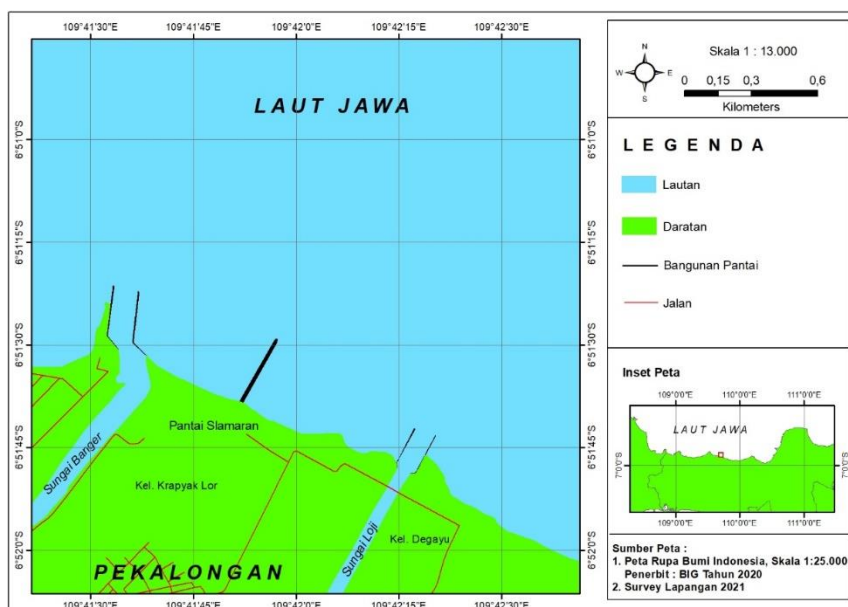 109°41'30"E 109°41'45"E 109°42'0"E 109°42'15"E 109°42'30"E
6°51'0"S
6°51'15"S
6°51'30"S
6°51'45"S
6°52'0"S
LAUT JAWA
Pantai Slamaran
Sungai Banger
Kel. Krapyak Lor
Sungai Loji
Kel. Degayu
PEKALONGAN
6°51'0"S
6°51'15"S
6°51'30"S
6°51'45"S
6°52'0"S
109°41'30"E 109°41'45"E 109°42'0"E 109°42'15"E 109°42'30"E
N
W E
S
Skala 1 : 13.000
0 0,15 0,3 0,6
Kilometers
LEGENDA
Lautan
Daratan
Bangunan Pantai
Jalan
Inset Peta
109°0'0"E 110°0'0"E 111°0'0"E
LAUT JAWA
7°0'0"S 7°0'0"S
109°0'0"E 110°0'0"E 111°0'0"E
Sumber Peta :
1. Peta Rupa Bumi Indonesia, Skala 1:25.000
Penerbit : BIG Tahun 2020
2. Survey Lapangan 2021